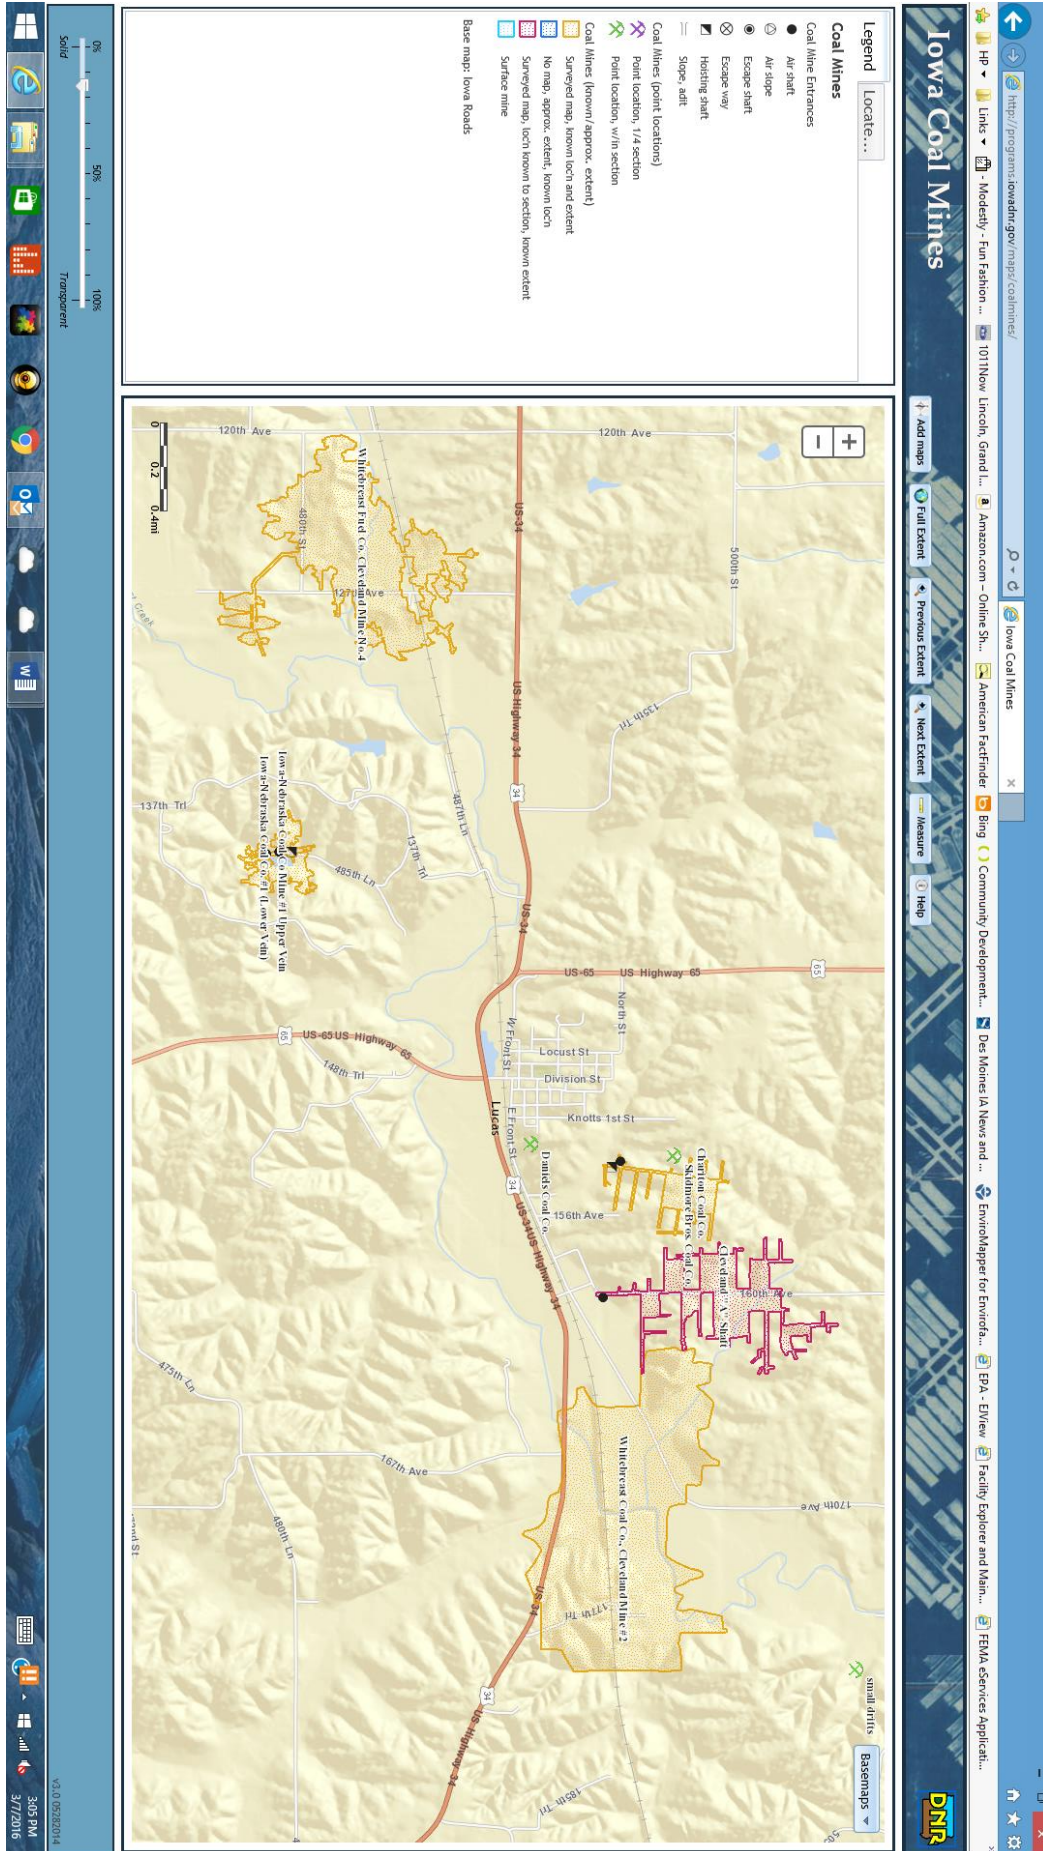 http://programs.iowadnr.gov/maps/coalmines/
Iowa Coal Mines
HP
Links
- Modestly - Fun Fashion ...
1011Now Lincoln, Grand I...
Amazon.com – Online Sh...
American FactFinder
Bing
Community Development...
Des Moines IA News and ...
EnviroMapper for Envirofa...
EPA - EJView
Facility Explorer and Main...
FEMA eServices Applicati...
Iowa Coal Mines
DNR
Add maps
Full Extent
Previous Extent
Next Extent
Measure
Help
Legend
Locate...
Coal Mines
Coal Mine Entrances
Air shaft
Air slope
Escape shaft
Escape way
Hoisting shaft
Slope, adit
Coal Mines (point locations)
Point location, 1/4 section
Point location, w/in section
Coal Mines (known/approx. extent)
Surveyed map, known loc'n and extent
No map, approx. extent, known loc'n
Surveyed map, loc'n known to section, known extent
Surface mine
Base map: Iowa Roads
+
−
Basemaps
small drifts
500th St
135th Trl
120th Ave
US-34
US Highway 34
34
US-34
65
US-65
US Highway 65
North St
Locust St
Division St
Knotts 1st St
W Front St
E Front St
Lucas
Daniels Coal Co.
Chariton Coal Co.
Skidmore Bros. Coal Co.
Cleveland "A" Shaft
156th Ave
160th Ave
170th Ave
34
US-34
US Highway 34
Whitebreast Coal Co., Cleveland Mine #2
177th Trl
US-34
34
US Highway 34
185th Trl
120th Ave
Whitebreast Fuel Co. Cleveland Mine No.4
480th St
127th Ave
Creek
487th Ln
137th Trl
137th Trl
485th Ln
Iowa-Nebraska Coal Co Mine #1 Upper Vein
Iowa-Nebraska Coal Co. #1 (Lower Vein)
US-65
US Highway 65
65
148th Trl
475th Ln
167th Ave
480th Ln
0
0.2
0.4mi
0%
50%
100%
Solid
Transparent
v3.0 05282014
3:05 PM
3/7/2016